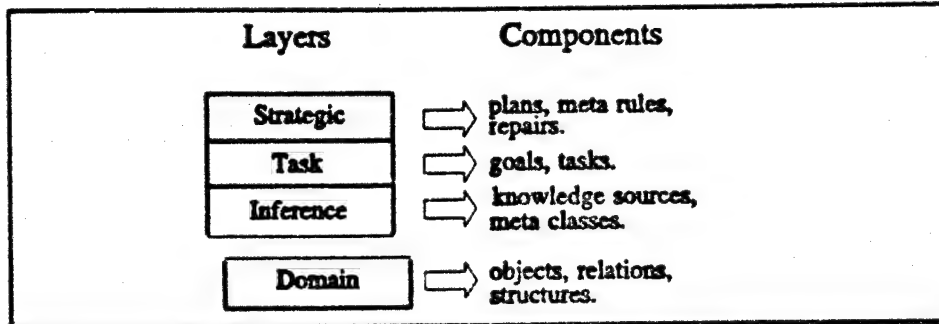 Layers Components
Strategic plans, meta rules,
repairs.
Task goals, tasks.
Inference knowledge sources,
meta classes.
Domain objects, relations,
structures.